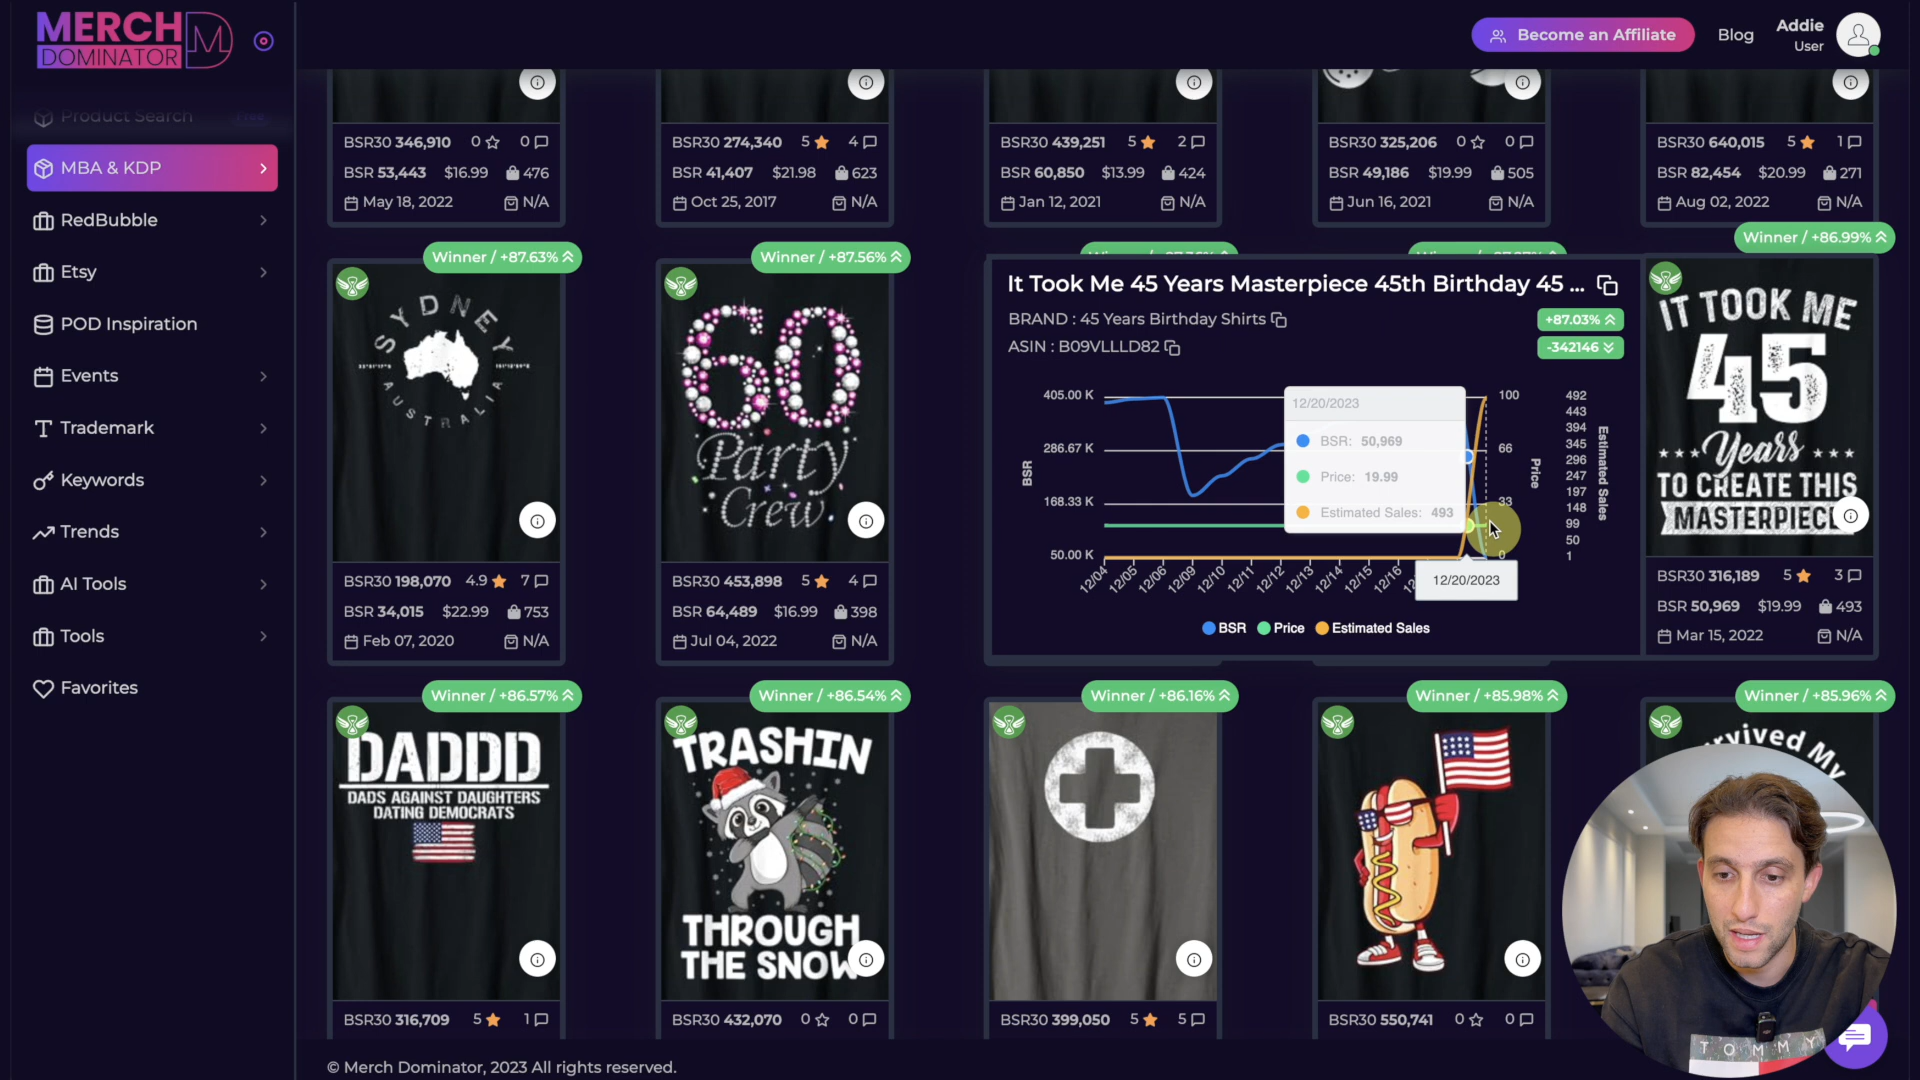 MERCH
DOMINATOR
Become an Affiliate
Blog
Addie
User
Product Search
MBA & KDP
RedBubble
Etsy
POD Inspiration
Events
Trademark
Keywords
Trends
AI Tools
Tools
Favorites
BSR30 346,910 0 0
BSR 53,443 $16.99 476
May 18, 2022 N/A
BSR30 274,340 5 4
BSR 41,407 $21.98 623
Oct 25, 2017 N/A
BSR30 439,251 5 2
BSR 60,850 $13.99 424
Jan 12, 2021 N/A
BSR30 325,206 0 0
BSR 49,186 $19.99 505
Jun 16, 2021 N/A
BSR30 640,015 5 1
BSR 82,454 $20.99 271
Aug 02, 2022 N/A
Winner / +87.63%
SYDNEY
AUSTRALIA
BSR30 198,070 4.9 7
BSR 34,015 $22.99 753
Feb 07, 2020 N/A
Winner / +87.56%
60
Party
Crew
BSR30 453,898 5 4
BSR 64,489 $16.99 398
Jul 04, 2022 N/A
It Took Me 45 Years Masterpiece 45th Birthday 45 ...
BRAND : 45 Years Birthday Shirts
+87.03%
ASIN : B09VLLLD82
-342146
405.00 K
286.67 K
168.33 K
50.00 K
BSR
12/04
12/05
12/06
12/09
12/10
12/11
12/12
12/13
12/14
12/15
12/16
12/20/2023
BSR: 50,969
Price: 19.99
Estimated Sales: 493
12/20/2023
100
66
33
0
Price
492
443
394
345
296
247
197
148
99
50
1
Estimated Sales
BSR Price Estimated Sales
Winner / +86.99%
IT TOOK ME
45
Years
TO CREATE THIS
BSR30 316,189 5 3
BSR 50,969 $19.99 493
Mar 15, 2022 N/A
Winner / +86.57%
DADDD
DADS AGAINST DAUGHTERS
DATING DEMOCRATS
BSR30 316,709 5 1
Winner / +86.54%
TRASHIN
THROUGH
THE SNOW
BSR30 432,070 0 0
Winner / +86.16%
BSR30 399,050 5 5
Winner / +85.98%
BSR30 550,741 0 0
Winner / +85.96%
My
TOMMY
© Merch Dominator, 2023 All rights reserved.